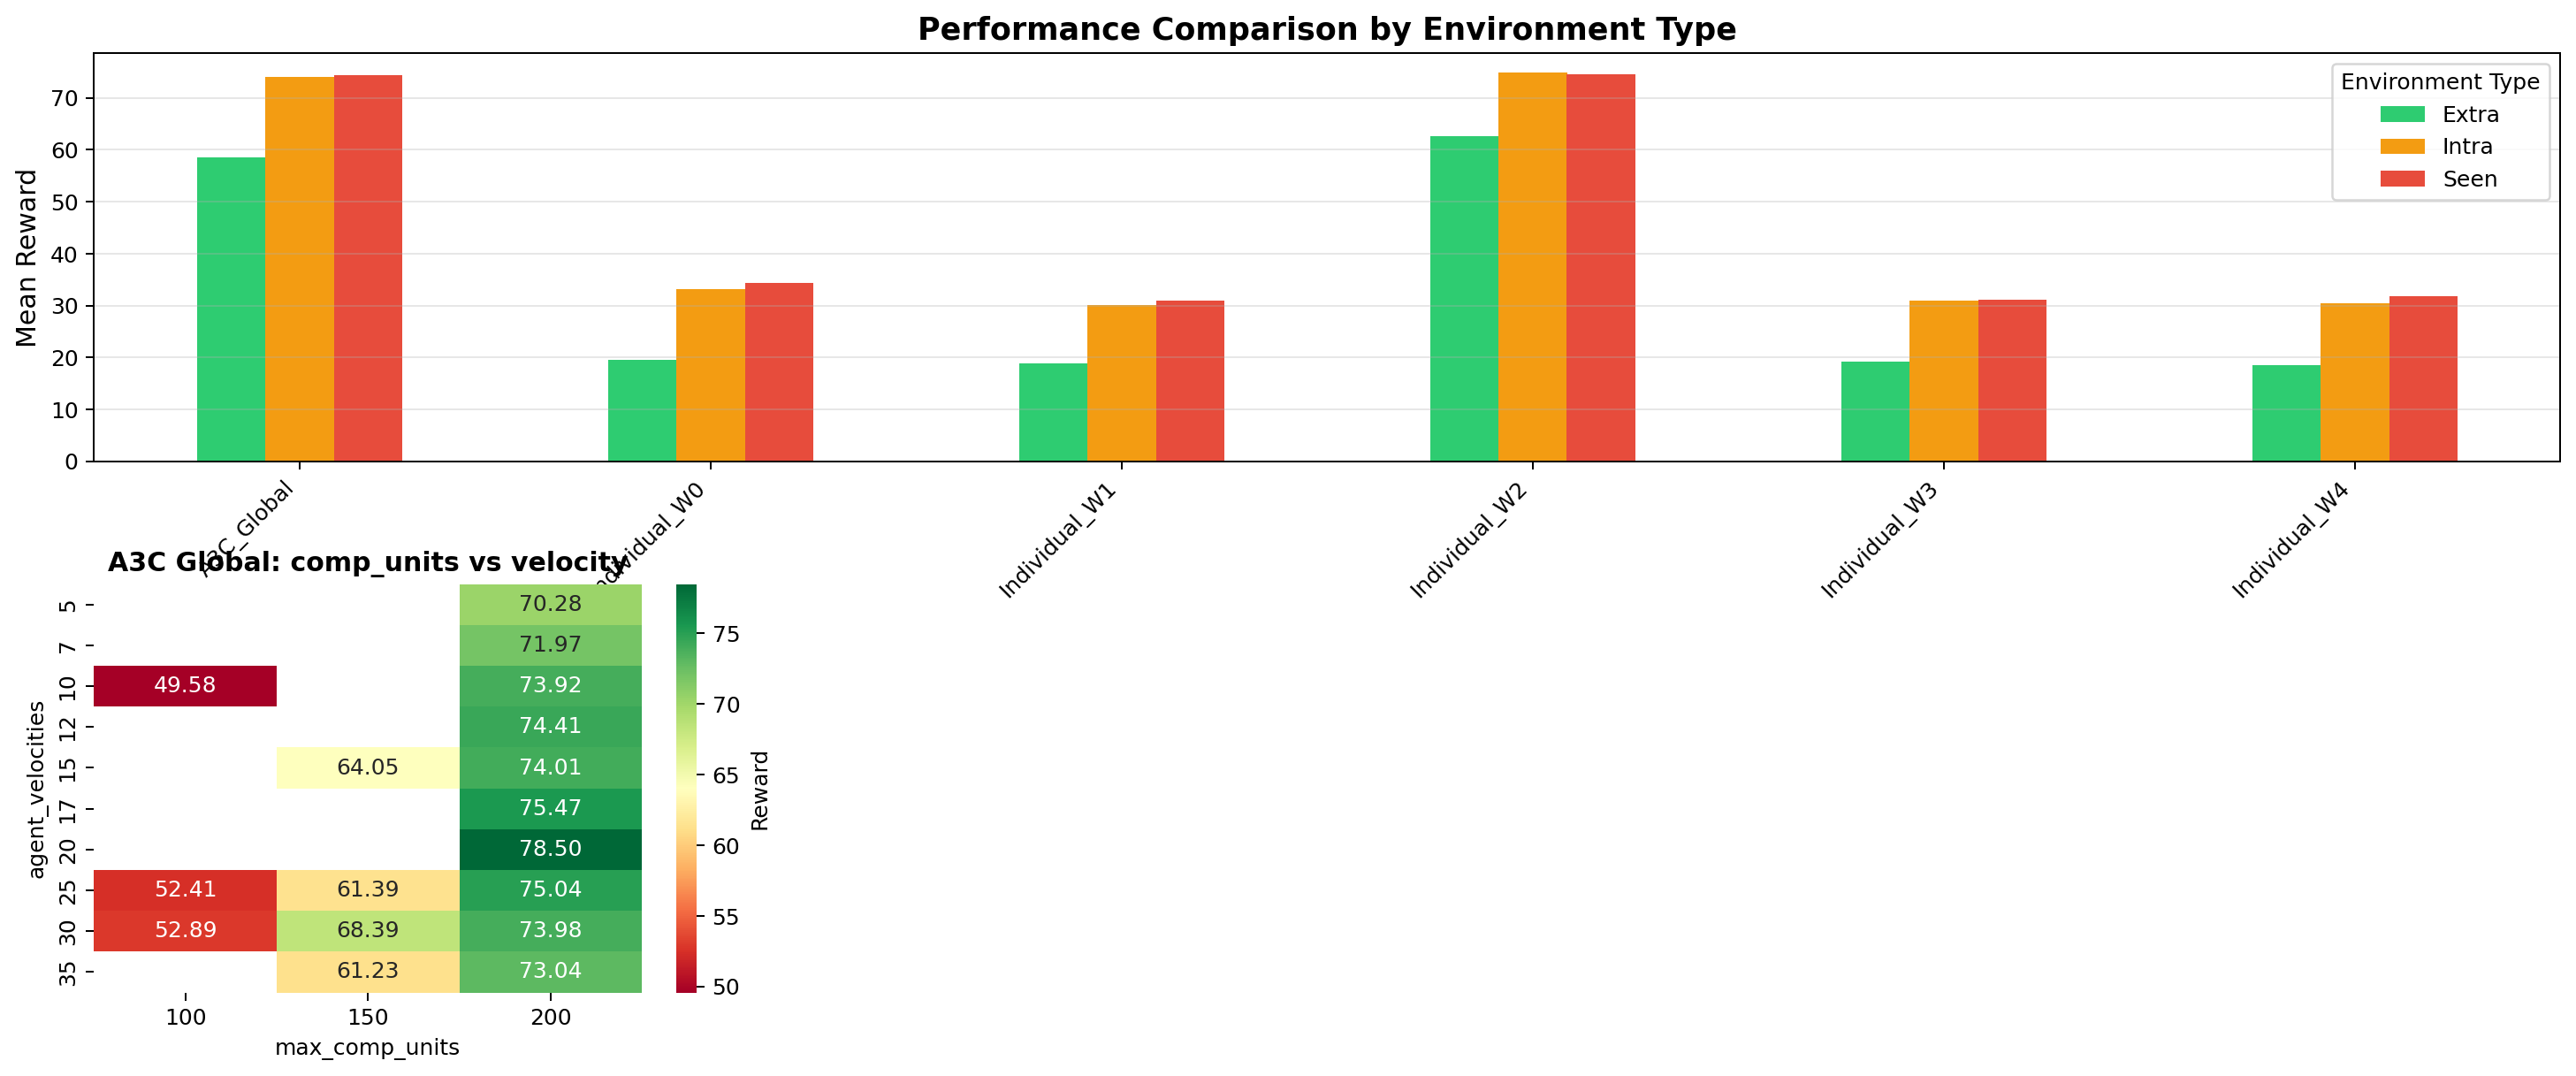 Performance Comparison by Environment Type
Mean Reward
70
60
50
40
30
20
10
0
Environment Type
Extra
Intra
Seen
A3C_Global
Individual_W0
Individual_W1
Individual_W2
Individual_W3
Individual_W4
A3C Global: comp_units vs velocity
agent_velocities
5
70.28
7
71.97
10
49.58
73.92
12
74.41
15
64.05
74.01
17
75.47
20
78.50
25
52.41
61.39
75.04
30
52.89
68.39
73.98
35
61.23
73.04
100
150
200
max_comp_units
75
70
65
60
55
50
Reward